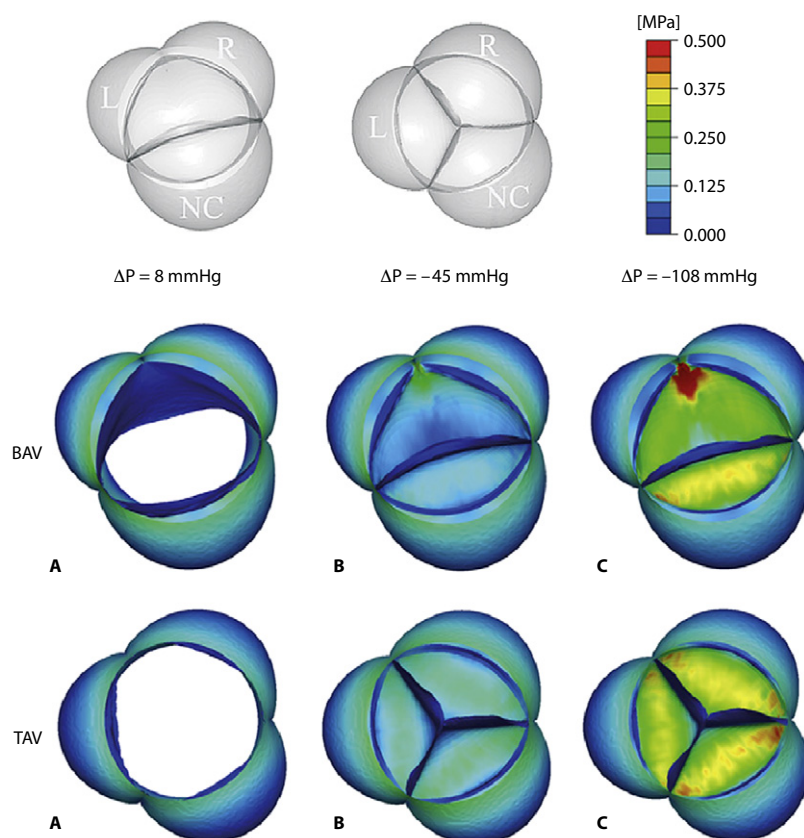 [MPa]
0.500
0.375
0.250
0.125
0.000
R
L
NC
R
L
NC
ΔP = 8 mmHg
ΔP = –45 mmHg
ΔP = –108 mmHg
BAV
A
B
C
TAV
A
B
C